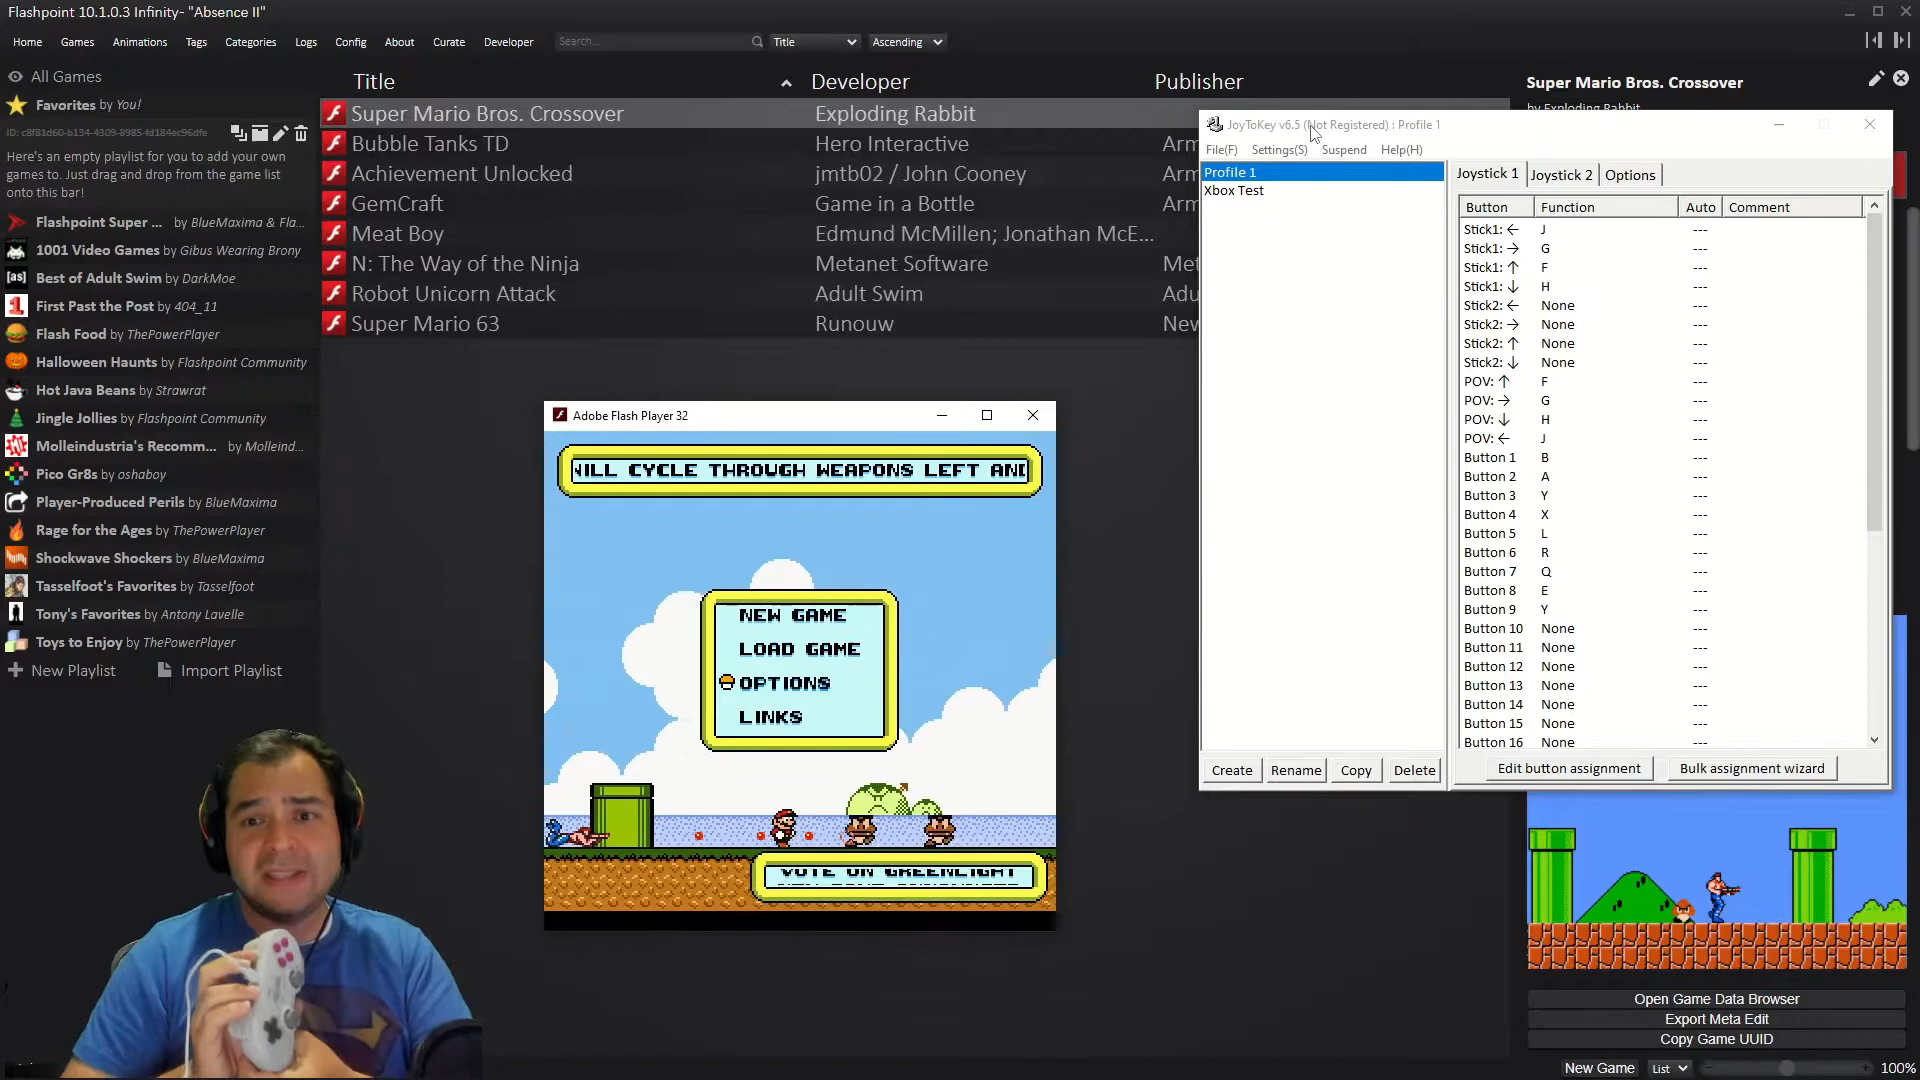 Flashpoint 10.1.0.3 Infinity- "Absence II"
Home Games Animations Tags Categories Logs Config About Curate Developer Search... Title Ascending
All Games
Favorites by You!
ID: c8f81d60-b134-4309-8985-fd184ec96dfe
Here's an empty playlist for you to add your own
games to. Just drag and drop from the game list
onto this bar!
Flashpoint Super ... by BlueMaxima & Fla...
1001 Video Games by Gibus Wearing Brony
Best of Adult Swim by DarkMoe
First Past the Post by 404_11
Flash Food by ThePowerPlayer
Halloween Haunts by Flashpoint Community
Hot Java Beans by Strawrat
Jingle Jollies by Flashpoint Community
Molleindustria's Recomm... by Molleind...
Pico Gr8s by oshaboy
Player-Produced Perils by BlueMaxima
Rage for the Ages by ThePowerPlayer
Shockwave Shockers by BlueMaxima
Tasselfoot's Favorites by Tasselfoot
Tony's Favorites by Antony Lavelle
Toys to Enjoy by ThePowerPlayer
New Playlist Import Playlist
Title Developer Publisher
Super Mario Bros. Crossover Exploding Rabbit
Bubble Tanks TD Hero Interactive Arm
Achievement Unlocked jmtb02 / John Cooney Arm
GemCraft Game in a Bottle Arm
Meat Boy Edmund McMillen; Jonathan McE...
N: The Way of the Ninja Metanet Software Met
Robot Unicorn Attack Adult Swim Adu
Super Mario 63 Runouw New
Adobe Flash Player 32
WILL CYCLE THROUGH WEAPONS LEFT AND
NEW GAME
LOAD GAME
OPTIONS
LINKS
VOTE ON GREENLIGHT
Super Mario Bros. Crossover
by Exploding Rabbit
JoyToKey v6.5 (Not Registered) : Profile 1
File(F) Settings(S) Suspend Help(H)
Profile 1
Xbox Test
Joystick 1 Joystick 2 Options
Button Function Auto Comment
Stick1: ← J ---
Stick1: → G ---
Stick1: ↑ F ---
Stick1: ↓ H ---
Stick2: ← None ---
Stick2: → None ---
Stick2: ↑ None ---
Stick2: ↓ None ---
POV: ↑ F ---
POV: → G ---
POV: ↓ H ---
POV: ← J ---
Button 1 B ---
Button 2 A ---
Button 3 Y ---
Button 4 X ---
Button 5 L ---
Button 6 R ---
Button 7 Q ---
Button 8 E ---
Button 9 Y ---
Button 10 None ---
Button 11 None ---
Button 12 None ---
Button 13 None ---
Button 14 None ---
Button 15 None ---
Button 16 None ---
Create Rename Copy Delete
Edit button assignment Bulk assignment wizard
Open Game Data Browser
Export Meta Edit
Copy Game UUID
New Game List 100%